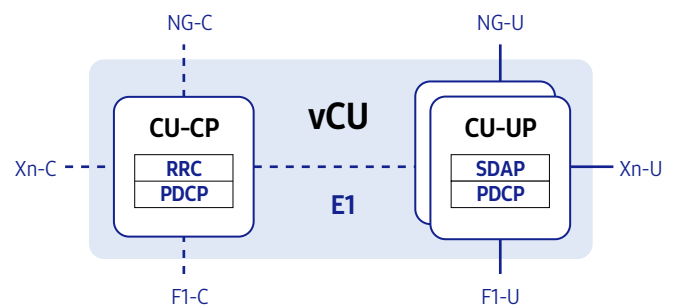 NG-C
NG-U
vCU
CU-CP
CU-UP
Xn-C
RRC
PDCP
E1
SDAP
PDCP
Xn-U
F1-C
F1-U